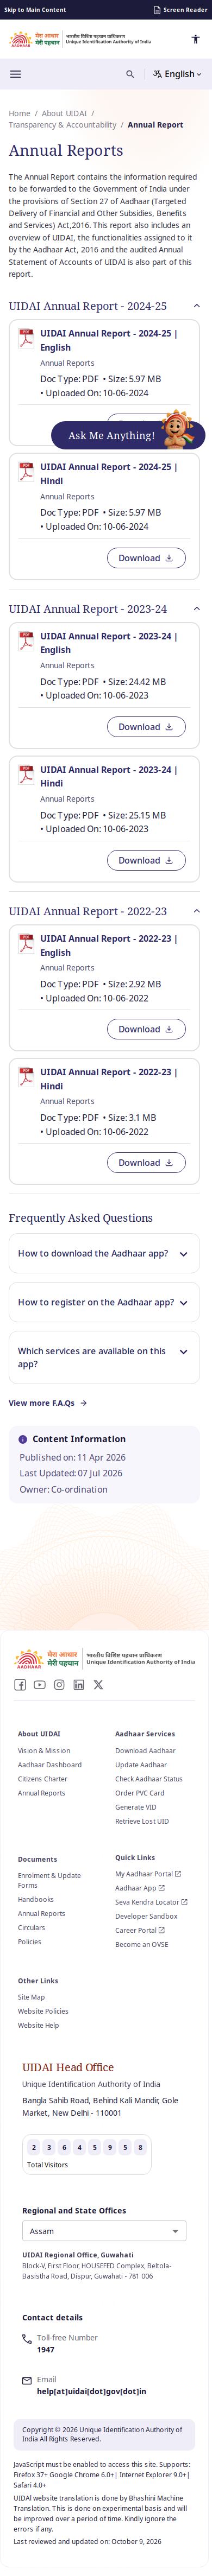 Skip to Main Content
Screen Reader
मेरा आधार
मेरी पहचान
AADHAAR
भारतीय विशिष्ट पहचान प्राधिकरण
Unique Identification Authority of India
English
Home / About UIDAI /
Transparency & Accountability / Annual Report
Annual Reports
The Annual Report contains the information required
to be forwarded to the Government of India under
the provisions of Section 27 of Aadhaar (Targeted
Delivery of Financial and Other Subsidies, Benefits
and Services) Act,2016. This report also includes an
overview of UIDAI, the functionalities assigned to it
by the Aadhaar Act, 2016 and the audited Annual
Statement of Accounts of UIDAI is also part of this
report.
UIDAI Annual Report - 2024-25
UIDAI Annual Report - 2024-25 |
English
Annual Reports
Doc Type: PDF • Size: 5.97 MB
• Uploaded On: 10-06-2024
Ask Me Anything!
UIDAI Annual Report - 2024-25 |
Hindi
Annual Reports
Doc Type: PDF • Size: 5.97 MB
• Uploaded On: 10-06-2024
Download
UIDAI Annual Report - 2023-24
UIDAI Annual Report - 2023-24 |
English
Annual Reports
Doc Type: PDF • Size: 24.42 MB
• Uploaded On: 10-06-2023
Download
UIDAI Annual Report - 2023-24 |
Hindi
Annual Reports
Doc Type: PDF • Size: 25.15 MB
• Uploaded On: 10-06-2023
Download
UIDAI Annual Report - 2022-23
UIDAI Annual Report - 2022-23 |
English
Annual Reports
Doc Type: PDF • Size: 2.92 MB
• Uploaded On: 10-06-2022
Download
UIDAI Annual Report - 2022-23 |
Hindi
Annual Reports
Doc Type: PDF • Size: 3.1 MB
• Uploaded On: 10-06-2022
Download
Frequently Asked Questions
How to download the Aadhaar app?
How to register on the Aadhaar app?
Which services are available on this
app?
View more F.A.Qs
Content Information
Published on: 11 Apr 2026
Last Updated: 07 Jul 2026
Owner: Co-ordination
मेरा आधार
मेरी पहचान
AADHAAR
भारतीय विशिष्ट पहचान प्राधिकरण
Unique Identification Authority of India
About UIDAI
Vision & Mission
Aadhaar Dashboard
Citizens Charter
Annual Reports
Aadhaar Services
Download Aadhaar
Update Aadhaar
Check Aadhaar Status
Order PVC Card
Generate VID
Retrieve Lost UID
Documents
Enrolment & Update
Forms
Handbooks
Annual Reports
Circulars
Policies
Quick Links
My Aadhaar Portal
Aadhaar App
Seva Kendra Locator
Developer Sandbox
Career Portal
Become an OVSE
Other Links
Site Map
Website Policies
Website Help
UIDAI Head Office
Unique Identification Authority of India
Bangla Sahib Road, Behind Kali Mandir, Gole
Market, New Delhi - 110001
2 3 6 4 5 9 5 8
Total Visitors
Regional and State Offices
Assam
UIDAI Regional Office, Guwahati
Block-V, First Floor, HOUSEFED Complex, Beltola-
Basistha Road, Dispur, Guwahati - 781 006
Contact details
Toll-free Number
1947
Email
help[at]uidai[dot]gov[dot]in
Copyright © 2026 Unique Identification Authority of
India All Rights Reserved.
JavaScript must be enabled to access this site. Supports:
Firefox 37+ Google Chrome 6.0+| Internet Explorer 9.0+|
Safari 4.0+
UIDAI website translation is done by Bhashini Machine
Translation. This is done on experimental basis and will
be improved over a period of time. Kindly ignore the
errors if any.
Last reviewed and updated on: October 9, 2026